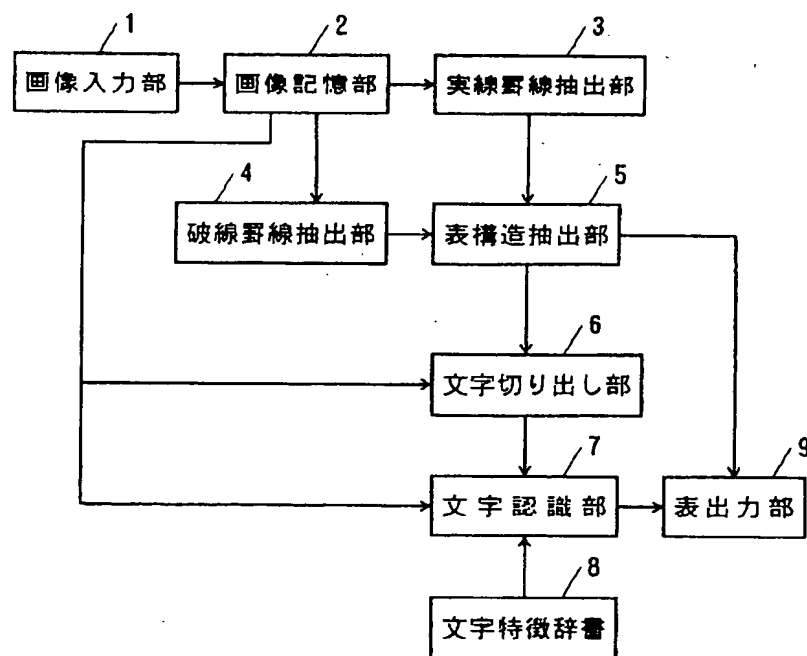 1
画像入力部
2
画像記憶部
3
実線罫線抽出部
4
破線罫線抽出部
5
表構造抽出部
6
文字切り出し部
7
文字認識部
9
表出力部
8
文字特徴辞書